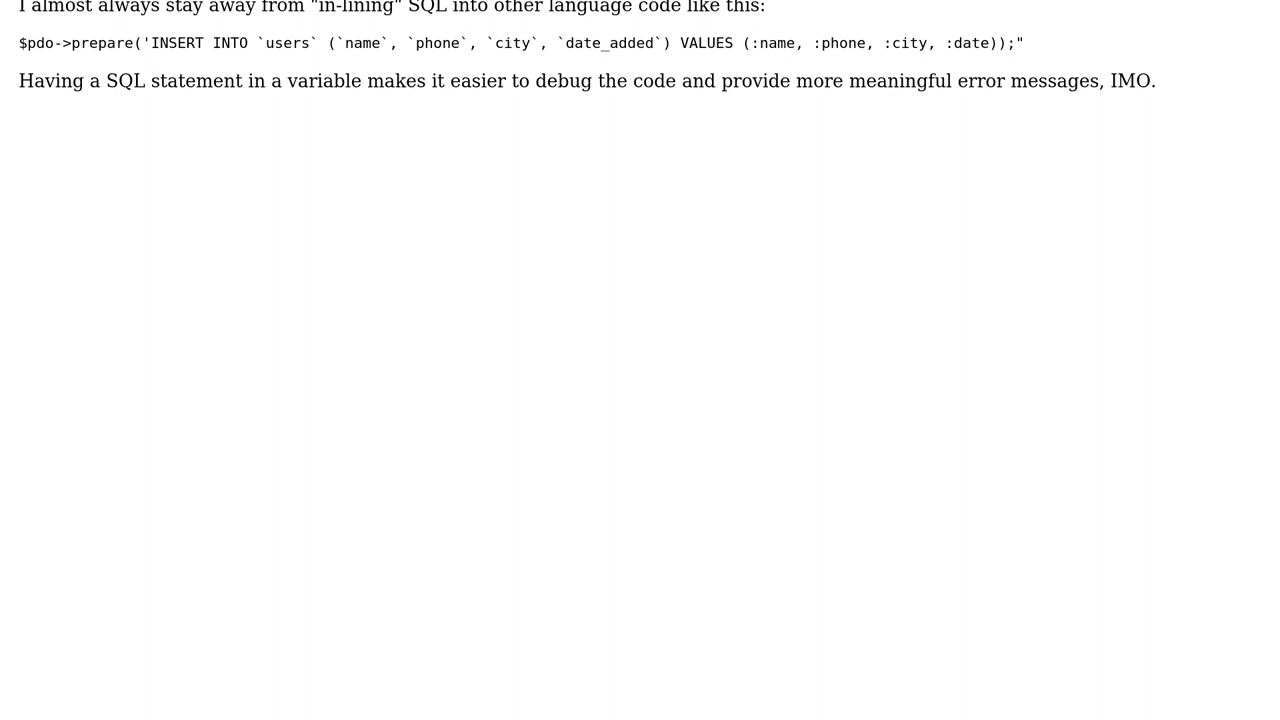 I almost always stay away from "in-lining" SQL into other language code like this:
$pdo->prepare('INSERT INTO `users` (`name`, `phone`, `city`, `date_added`) VALUES (:name, :phone, :city, :date));"
Having a SQL statement in a variable makes it easier to debug the code and provide more meaningful error messages, IMO.